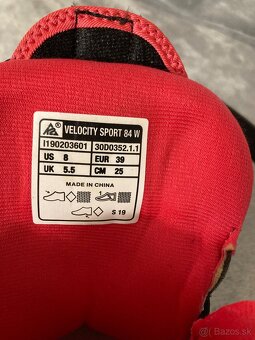 K2 VELOCITY SPORT 84 W
I190203601 30D0352.1.1
US 8 EUR 39
UK 5.5 CM 25
MADE IN CHINA
S 19
Bazos.sk